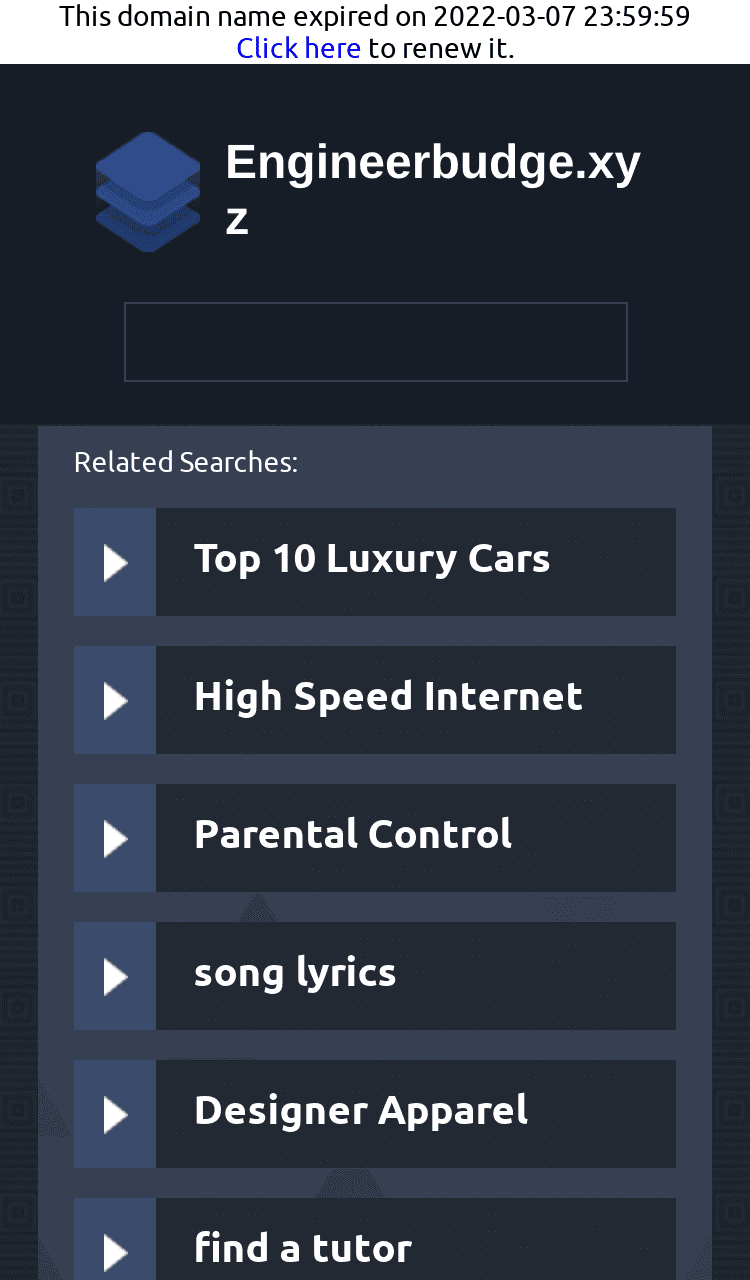 This domain name expired on 2022-03-07 23:59:59
Click here to renew it.
Engineerbudge.xy
z
Related Searches:
Top 10 Luxury Cars
High Speed Internet
Parental Control
song lyrics
Designer Apparel
find a tutor